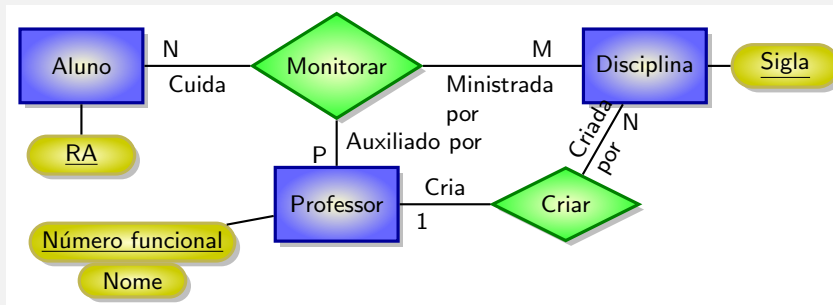 Aluno
N
Cuida
Monitorar
M
Ministrada
por
Disciplina
Sigla
RA
P
Auxiliado por
Criada
por
N
Professor
Cria
1
Criar
Número funcional
Nome